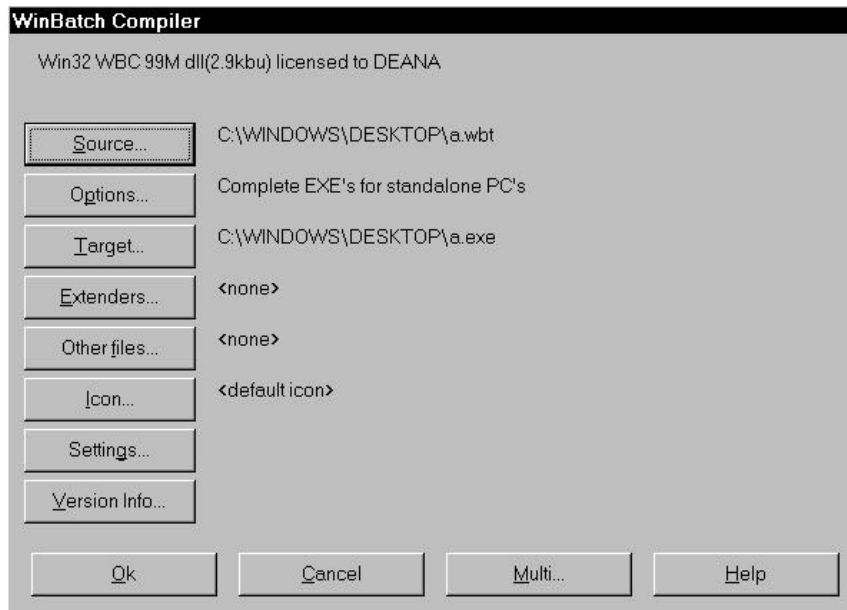 WinBatch Compiler
Win32 WBC 99M dll(2.9kbu) licensed to DEANA
Source... C:\WINDOWS\DESKTOP\a.wbt
Options... Complete EXE's for standalone PC's
Target... C:\WINDOWS\DESKTOP\a.exe
Extenders... <none>
Other files... <none>
Icon... <default icon>
Settings...
Version Info...
Ok Cancel Multi... Help